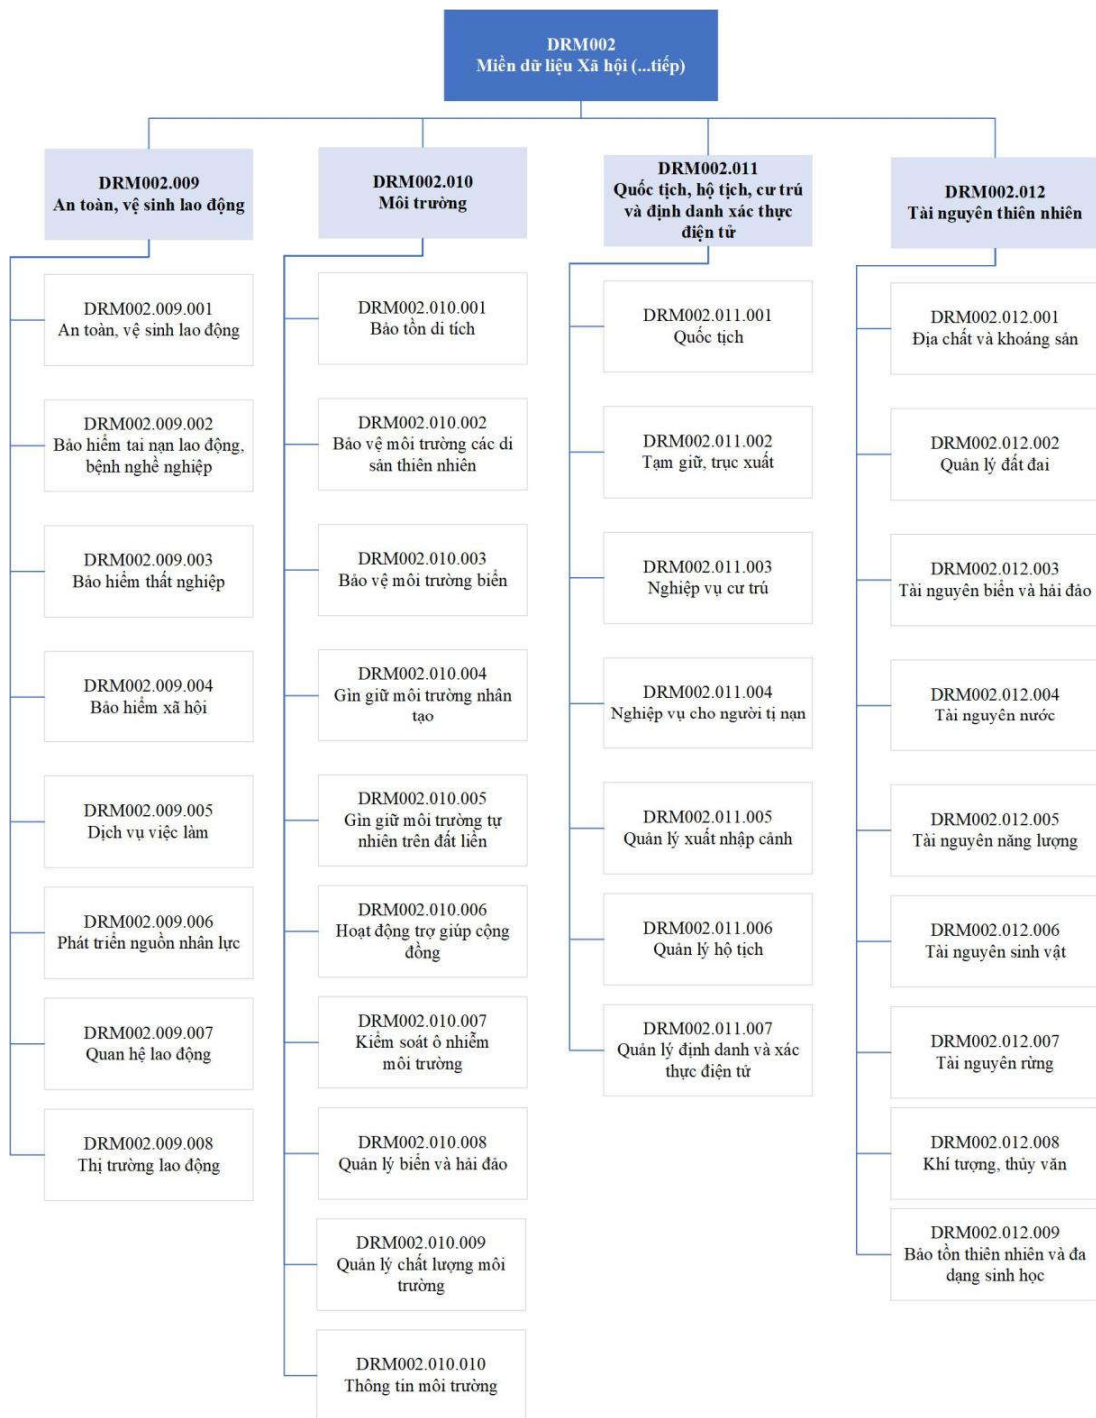 DRM002
Miền dữ liệu Xã hội (...tiếp)
DRM002.009
An toàn, vệ sinh lao động
DRM002.009.001
An toàn, vệ sinh lao động
DRM002.009.002
Bảo hiểm tai nạn lao động,
bệnh nghề nghiệp
DRM002.009.003
Bảo hiểm thất nghiệp
DRM002.009.004
Bảo hiểm xã hội
DRM002.009.005
Dịch vụ việc làm
DRM002.009.006
Phát triển nguồn nhân lực
DRM002.009.007
Quan hệ lao động
DRM002.009.008
Thị trường lao động
DRM002.010
Môi trường
DRM002.010.001
Bảo tồn di tích
DRM002.010.002
Bảo vệ môi trường các di
sản thiên nhiên
DRM002.010.003
Bảo vệ môi trường biển
DRM002.010.004
Gìn giữ môi trường nhân
tạo
DRM002.010.005
Gìn giữ môi trường tự
nhiên trên đất liền
DRM002.010.006
Hoạt động trợ giúp cộng
đồng
DRM002.010.007
Kiểm soát ô nhiễm
môi trường
DRM002.010.008
Quản lý biển và hải đảo
DRM002.010.009
Quản lý chất lượng môi
trường
DRM002.010.010
Thông tin môi trường
DRM002.011
Quốc tịch, hộ tịch, cư trú
và định danh xác thực
điện tử
DRM002.011.001
Quốc tịch
DRM002.011.002
Tạm giữ, trục xuất
DRM002.011.003
Nghiệp vụ cư trú
DRM002.011.004
Nghiệp vụ cho người tị nạn
DRM002.011.005
Quản lý xuất nhập cảnh
DRM002.011.006
Quản lý hộ tịch
DRM002.011.007
Quản lý định danh và xác
thực điện tử
DRM002.012
Tài nguyên thiên nhiên
DRM002.012.001
Địa chất và khoáng sản
DRM002.012.002
Quản lý đất đai
DRM002.012.003
Tài nguyên biển và hải đảo
DRM002.012.004
Tài nguyên nước
DRM002.012.005
Tài nguyên năng lượng
DRM002.012.006
Tài nguyên sinh vật
DRM002.012.007
Tài nguyên rừng
DRM002.012.008
Khí tượng, thủy văn
DRM002.012.009
Bảo tồn thiên nhiên và đa
dạng sinh học